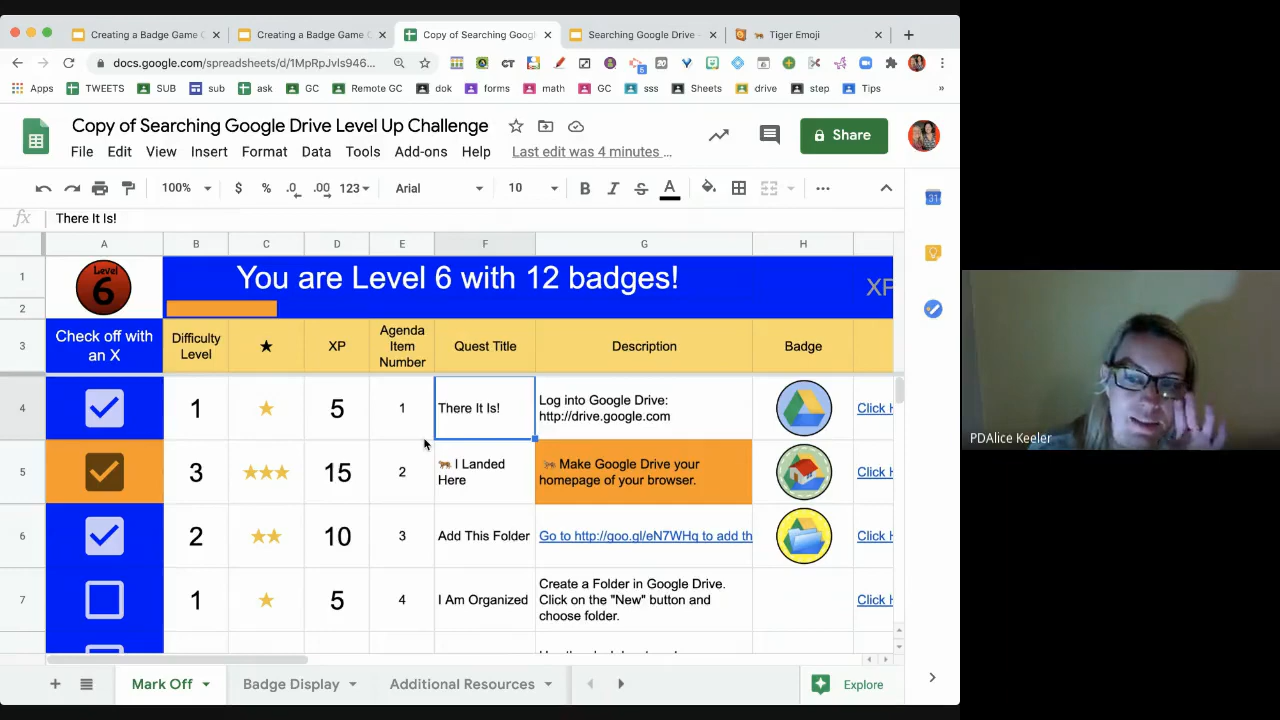 Creating a Badge Game C
Creating a Badge Game C
Copy of Searching Googl
Searching Google Drive -
Tiger Emoji
docs.google.com/spreadsheets/d/1MpRpJvls946...
Apps
TWEETS
SUB
sub
ask
GC
Remote GC
dok
forms
math
GC
sss
Sheets
drive
step
Tips
»
Copy of Searching Google Drive Level Up Challenge
Share
File Edit View Insert Format Data Tools Add-ons Help
Last edit was 4 minutes ...
100%
$ % .0 .00 123
Arial
10
B I S A
fx There It Is!
A B C D E F G H
1
Level
6
You are Level 6 with 12 badges!
XP
2
3
Check off with
an X
Difficulty
Level
★
XP
Agenda
Item
Number
Quest Title
Description
Badge
4
1
5
1
There It Is!
Log into Google Drive:
http://drive.google.com
Click H
5
3
15
2
I Landed
Here
Make Google Drive your
homepage of your browser.
Click H
6
2
10
3
Add This Folder
Go to http://goo.gl/eN7WHq to add th
Click H
7
1
5
4
I Am Organized
Create a Folder in Google Drive.
Click on the "New" button and
choose folder.
Click H
Mark Off
Badge Display
Additional Resources
Explore
PDAlice Keeler